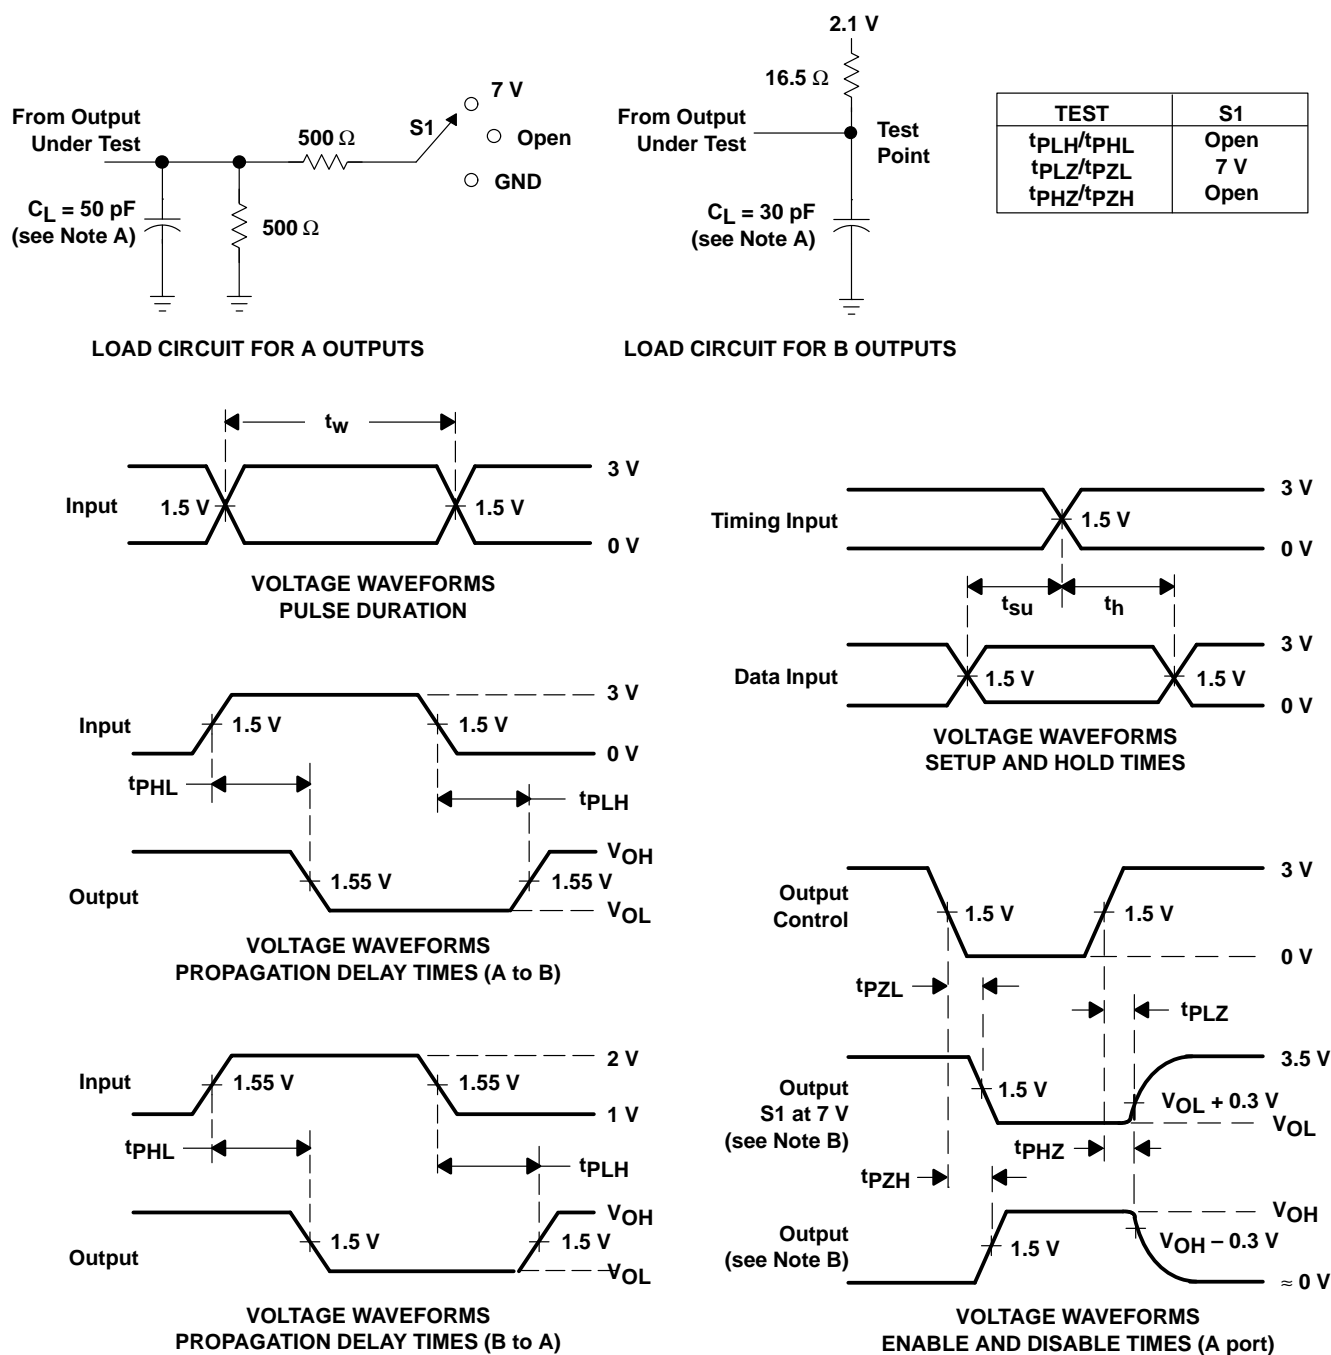 From Output
Under Test
500 Ω
S1
7 V
Open
GND
CL = 50 pF
(see Note A)
500 Ω
LOAD CIRCUIT FOR A OUTPUTS
2.1 V
16.5 Ω
From Output
Under Test
Test
Point
CL = 30 pF
(see Note A)
LOAD CIRCUIT FOR B OUTPUTS
TEST S1
tPLH/tPHL Open
tPLZ/tPZL 7 V
tPHZ/tPZH Open
tw
3 V
Input 1.5 V 1.5 V
0 V
VOLTAGE WAVEFORMS
PULSE DURATION
3 V
Timing Input 1.5 V
0 V
tsu th
3 V
Data Input 1.5 V 1.5 V
0 V
VOLTAGE WAVEFORMS
SETUP AND HOLD TIMES
3 V
Input 1.5 V 1.5 V
0 V
tPHL
tPLH
VOH
Output 1.55 V 1.55 V
VOL
VOLTAGE WAVEFORMS
PROPAGATION DELAY TIMES (A to B)
2 V
Input 1.55 V 1.55 V
1 V
tPHL
tPLH
VOH
Output 1.5 V 1.5 V
VOL
VOLTAGE WAVEFORMS
PROPAGATION DELAY TIMES (B to A)
3 V
Output
Control
1.5 V 1.5 V
0 V
tPZL
tPLZ
3.5 V
Output
S1 at 7 V
(see Note B)
1.5 V
VOL + 0.3 V
VOL
tPHZ
tPZH
VOH
Output
(see Note B)
1.5 V
VOH – 0.3 V
≈ 0 V
VOLTAGE WAVEFORMS
ENABLE AND DISABLE TIMES (A port)